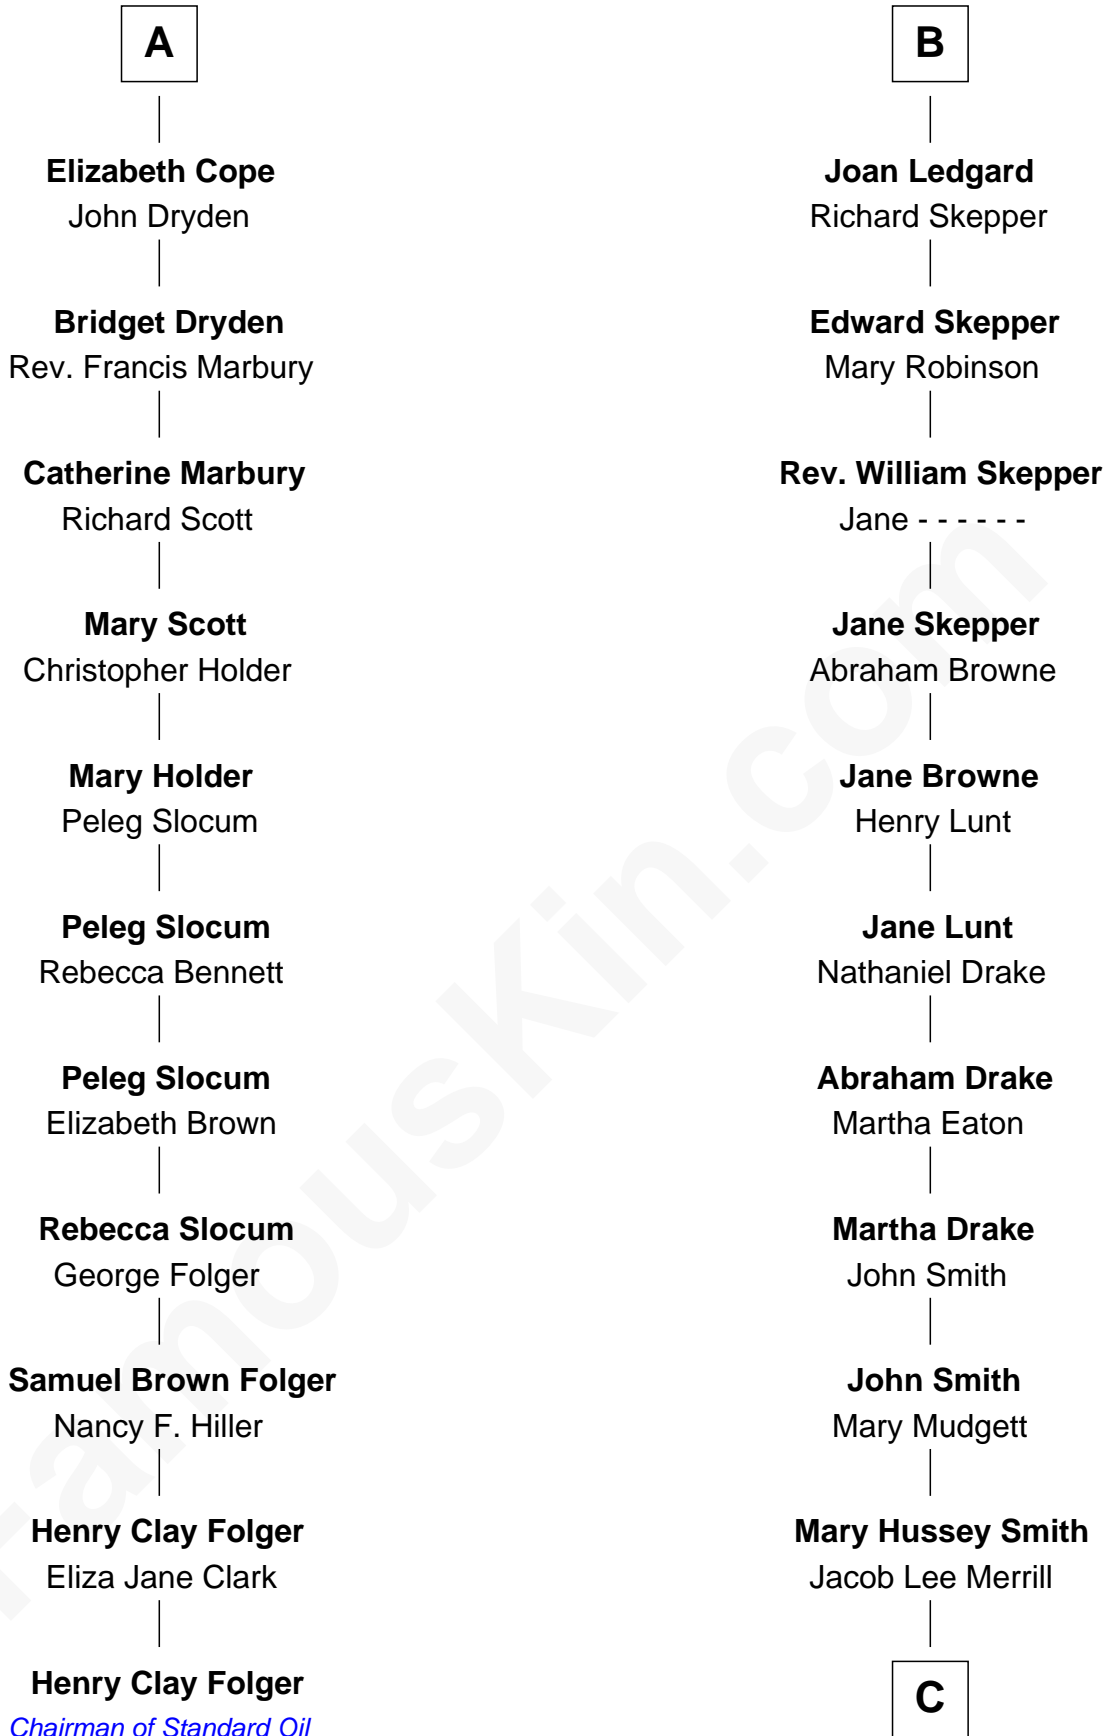 A
Elizabeth Cope
John Dryden
Bridget Dryden
Rev. Francis Marbury
Catherine Marbury
Richard Scott
Mary Scott
Christopher Holder
Mary Holder
Peleg Slocum
Peleg Slocum
Rebecca Bennett
Peleg Slocum
Elizabeth Brown
Rebecca Slocum
George Folger
Samuel Brown Folger
Nancy F. Hiller
Henry Clay Folger
Eliza Jane Clark
Henry Clay Folger
Chairman of Standard Oil
B
Joan Ledgard
Richard Skepper
Edward Skepper
Mary Robinson
Rev. William Skepper
Jane - - - - - -
Jane Skepper
Abraham Browne
Jane Browne
Henry Lunt
Jane Lunt
Nathaniel Drake
Abraham Drake
Martha Eaton
Martha Drake
John Smith
John Smith
Mary Mudgett
Mary Hussey Smith
Jacob Lee Merrill
C
FamousKin.com